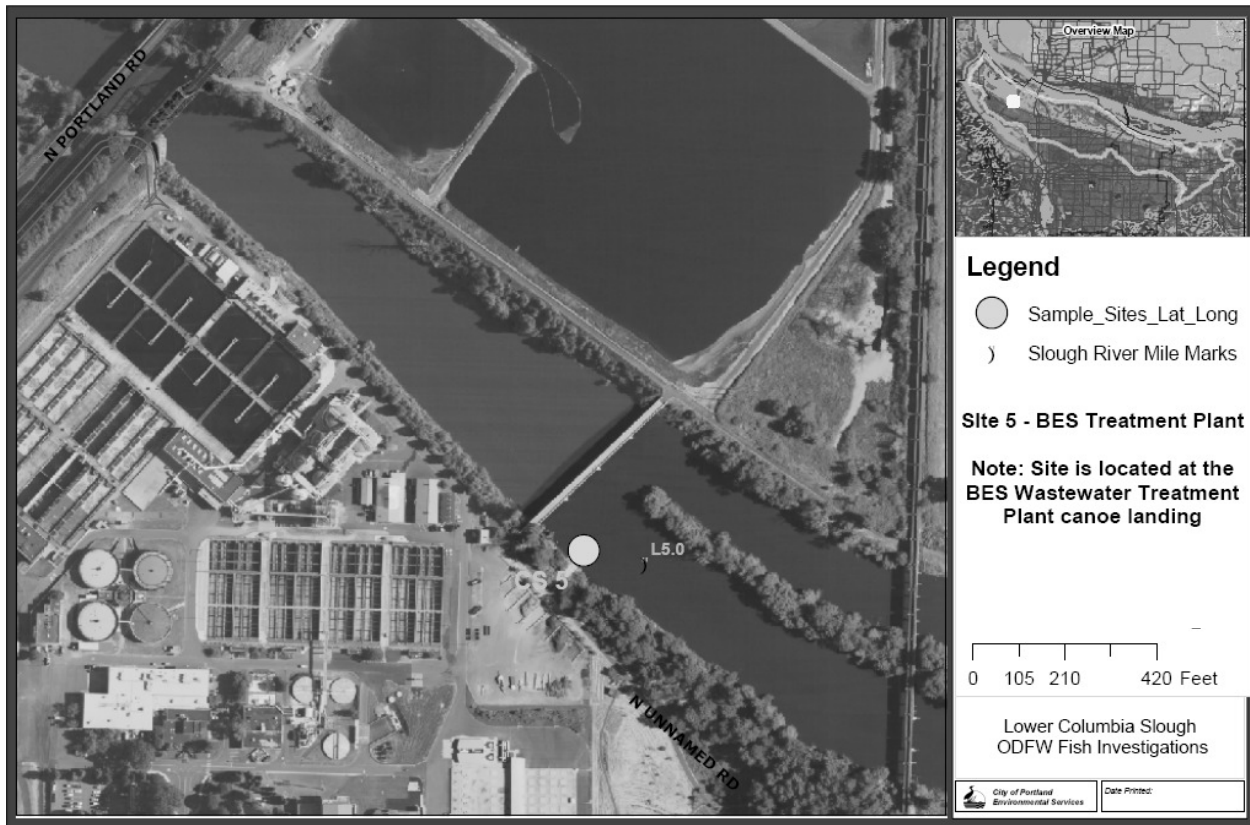 N PORTLAND RD
L5.0
CS 5
N UNNAMED RD
Overview Map
Legend
Sample_Sites_Lat_Long
Slough River Mile Marks
Site 5 - BES Treatment Plant
Note: Site is located at the
BES Wastewater Treatment
Plant canoe landing
0 105 210 420 Feet
Lower Columbia Slough
ODFW Fish Investigations
City of Portland
Environmental Services
Date Printed: